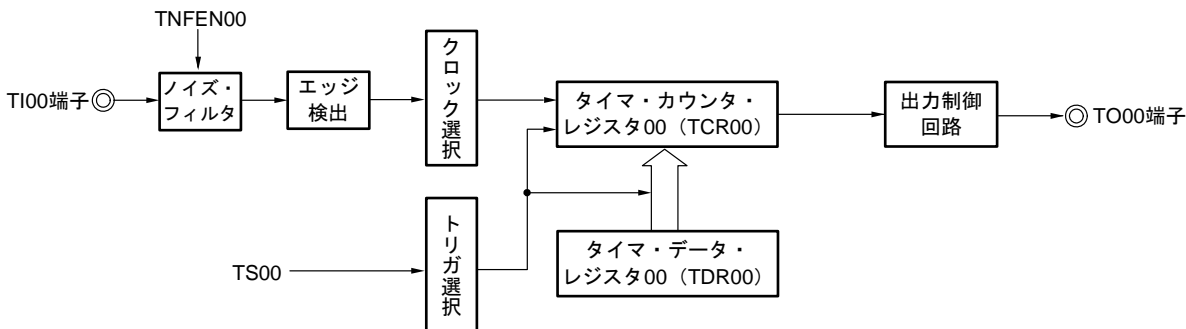 TNFEN00
TI00端子
ノイズ・
フィルタ
エッジ
検出
クロック選択
タイマ・カウンタ・
レジスタ00（TCR00）
出力制御
回路
TO00端子
TS00
トリガ選択
タイマ・データ・
レジスタ00（TDR00）